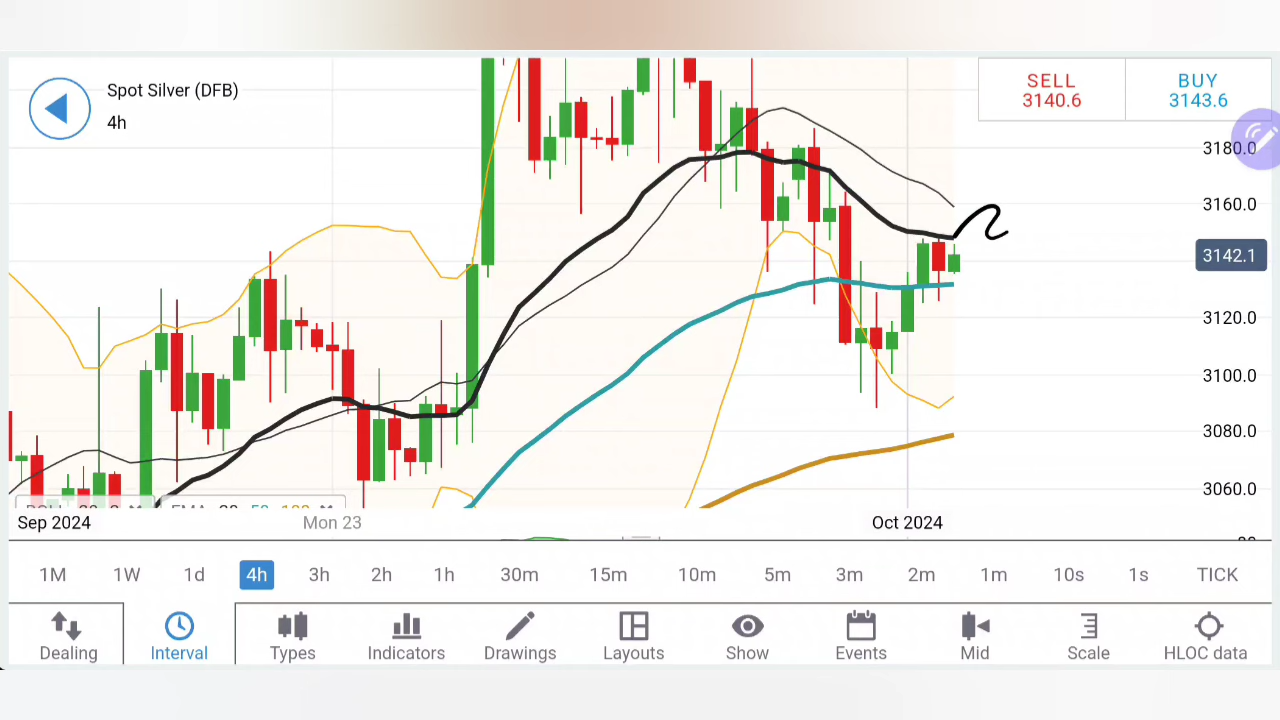 Spot Silver (DFB)
4h
SELL
3140.6
BUY
3143.6
3180.0
3160.0
3142.1
3120.0
3100.0
3080.0
3060.0
Sep 2024
Mon 23
Oct 2024
1M 1W 1d 4h 3h 2h 1h 30m 15m 10m 5m 3m 2m 1m 10s 1s TICK
Dealing Interval Types Indicators Drawings Layouts Show Events Mid Scale HLOC data